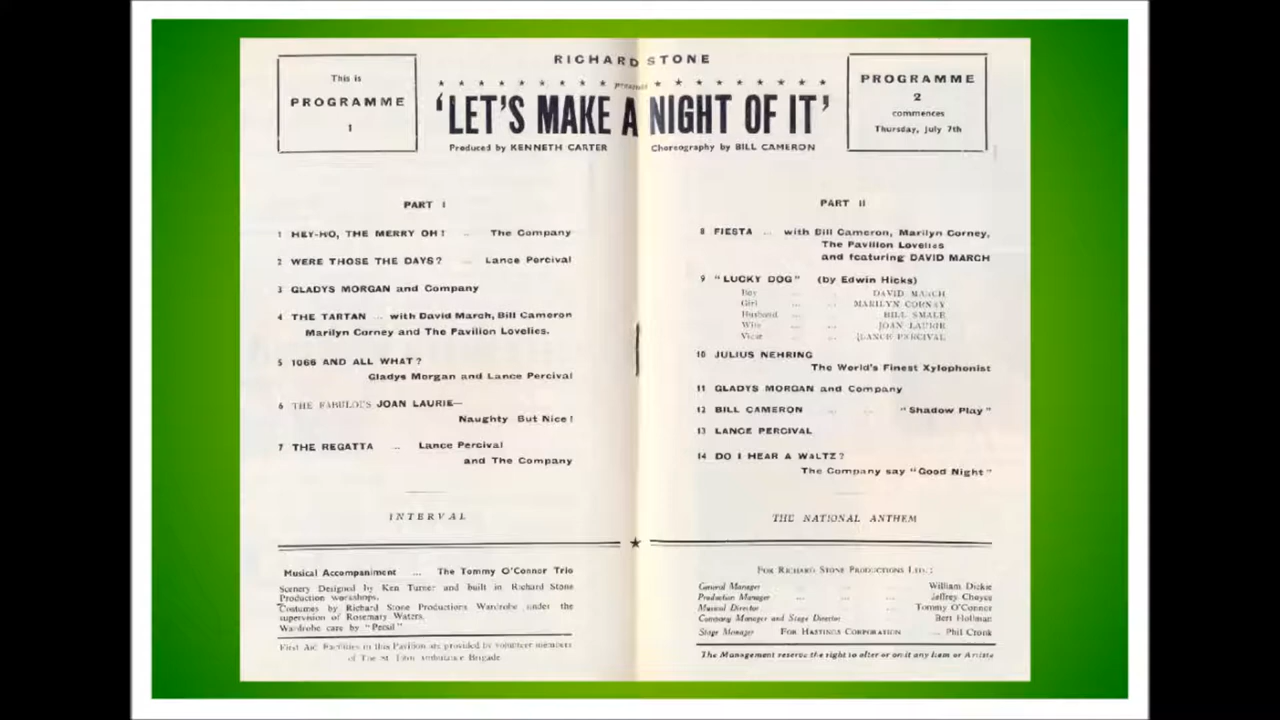 RICHARD STONE
presents
'LET'S MAKE A NIGHT OF IT'
Produced by KENNETH CARTER Choreography by BILL CAMERON
This is
PROGRAMME
1
PROGRAMME
2
commences
Thursday, July 7th
PART I
1 HEY-HO, THE MERRY OH! .. The Company
2 WERE THOSE THE DAYS? ... Lance Percival
3 GLADYS MORGAN and Company
4 THE TARTAN ... with David March, Bill Cameron
Marilyn Corney and The Pavilion Lovelies.
5 1066 AND ALL WHAT?
Gladys Morgan and Lance Percival
6 THE FABULOUS JOAN LAURIE—
Naughty But Nice!
7 THE REGATTA ... Lance Percival
and The Company
INTERVAL
Musical Accompaniment ... The Tommy O'Connor Trio
Scenery Designed by Ken Turner and built in Richard Stone
Production workshops.
Costumes by Richard Stone Productions Wardrobe under the
supervision of Rosemary Waters.
Wardrobe care by "Persil"
First Aid Facilities in this Pavilion are provided by volunteer members
of The St. John Ambulance Brigade
PART II
8 FIESTA ... with Bill Cameron, Marilyn Corney,
The Pavilion Lovelies
and featuring DAVID MARCH
9 "LUCKY DOG" (by Edwin Hicks)
Boy ... ... DAVID MARCH
Girl ... ... MARILYN CORNAY
Husband ... ... BILL SMALE
Wife ... ... JOAN LAURIE
Vicar ... ... LANCE PERCIVAL
10 JULIUS NEHRING
The World's Finest Xylophonist
11 GLADYS MORGAN and Company
12 BILL CAMERON ... ... "Shadow Play"
13 LANCE PERCIVAL
14 DO I HEAR A WALTZ?
The Company say "Good Night"
THE NATIONAL ANTHEM
FOR RICHARD STONE PRODUCTIONS LTD.:
General Manager ... ... ... William Dickie
Production Manager ... ... ... Jeffrey Choyce
Musical Director ... ... ... Tommy O'Connor
Company Manager and Stage Director ... ... Bert Hollman
Stage Manager FOR HASTINGS CORPORATION ... Phil Cronk
The Management reserve the right to alter or omit any Item or Artiste